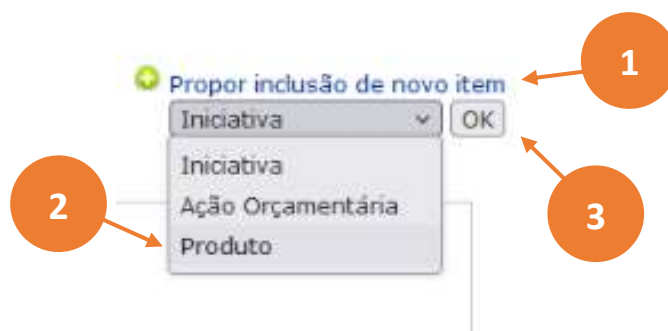 1
Propor inclusão de novo item
Iniciativa OK
Iniciativa
2 Ação Orçamentária 3
Produto